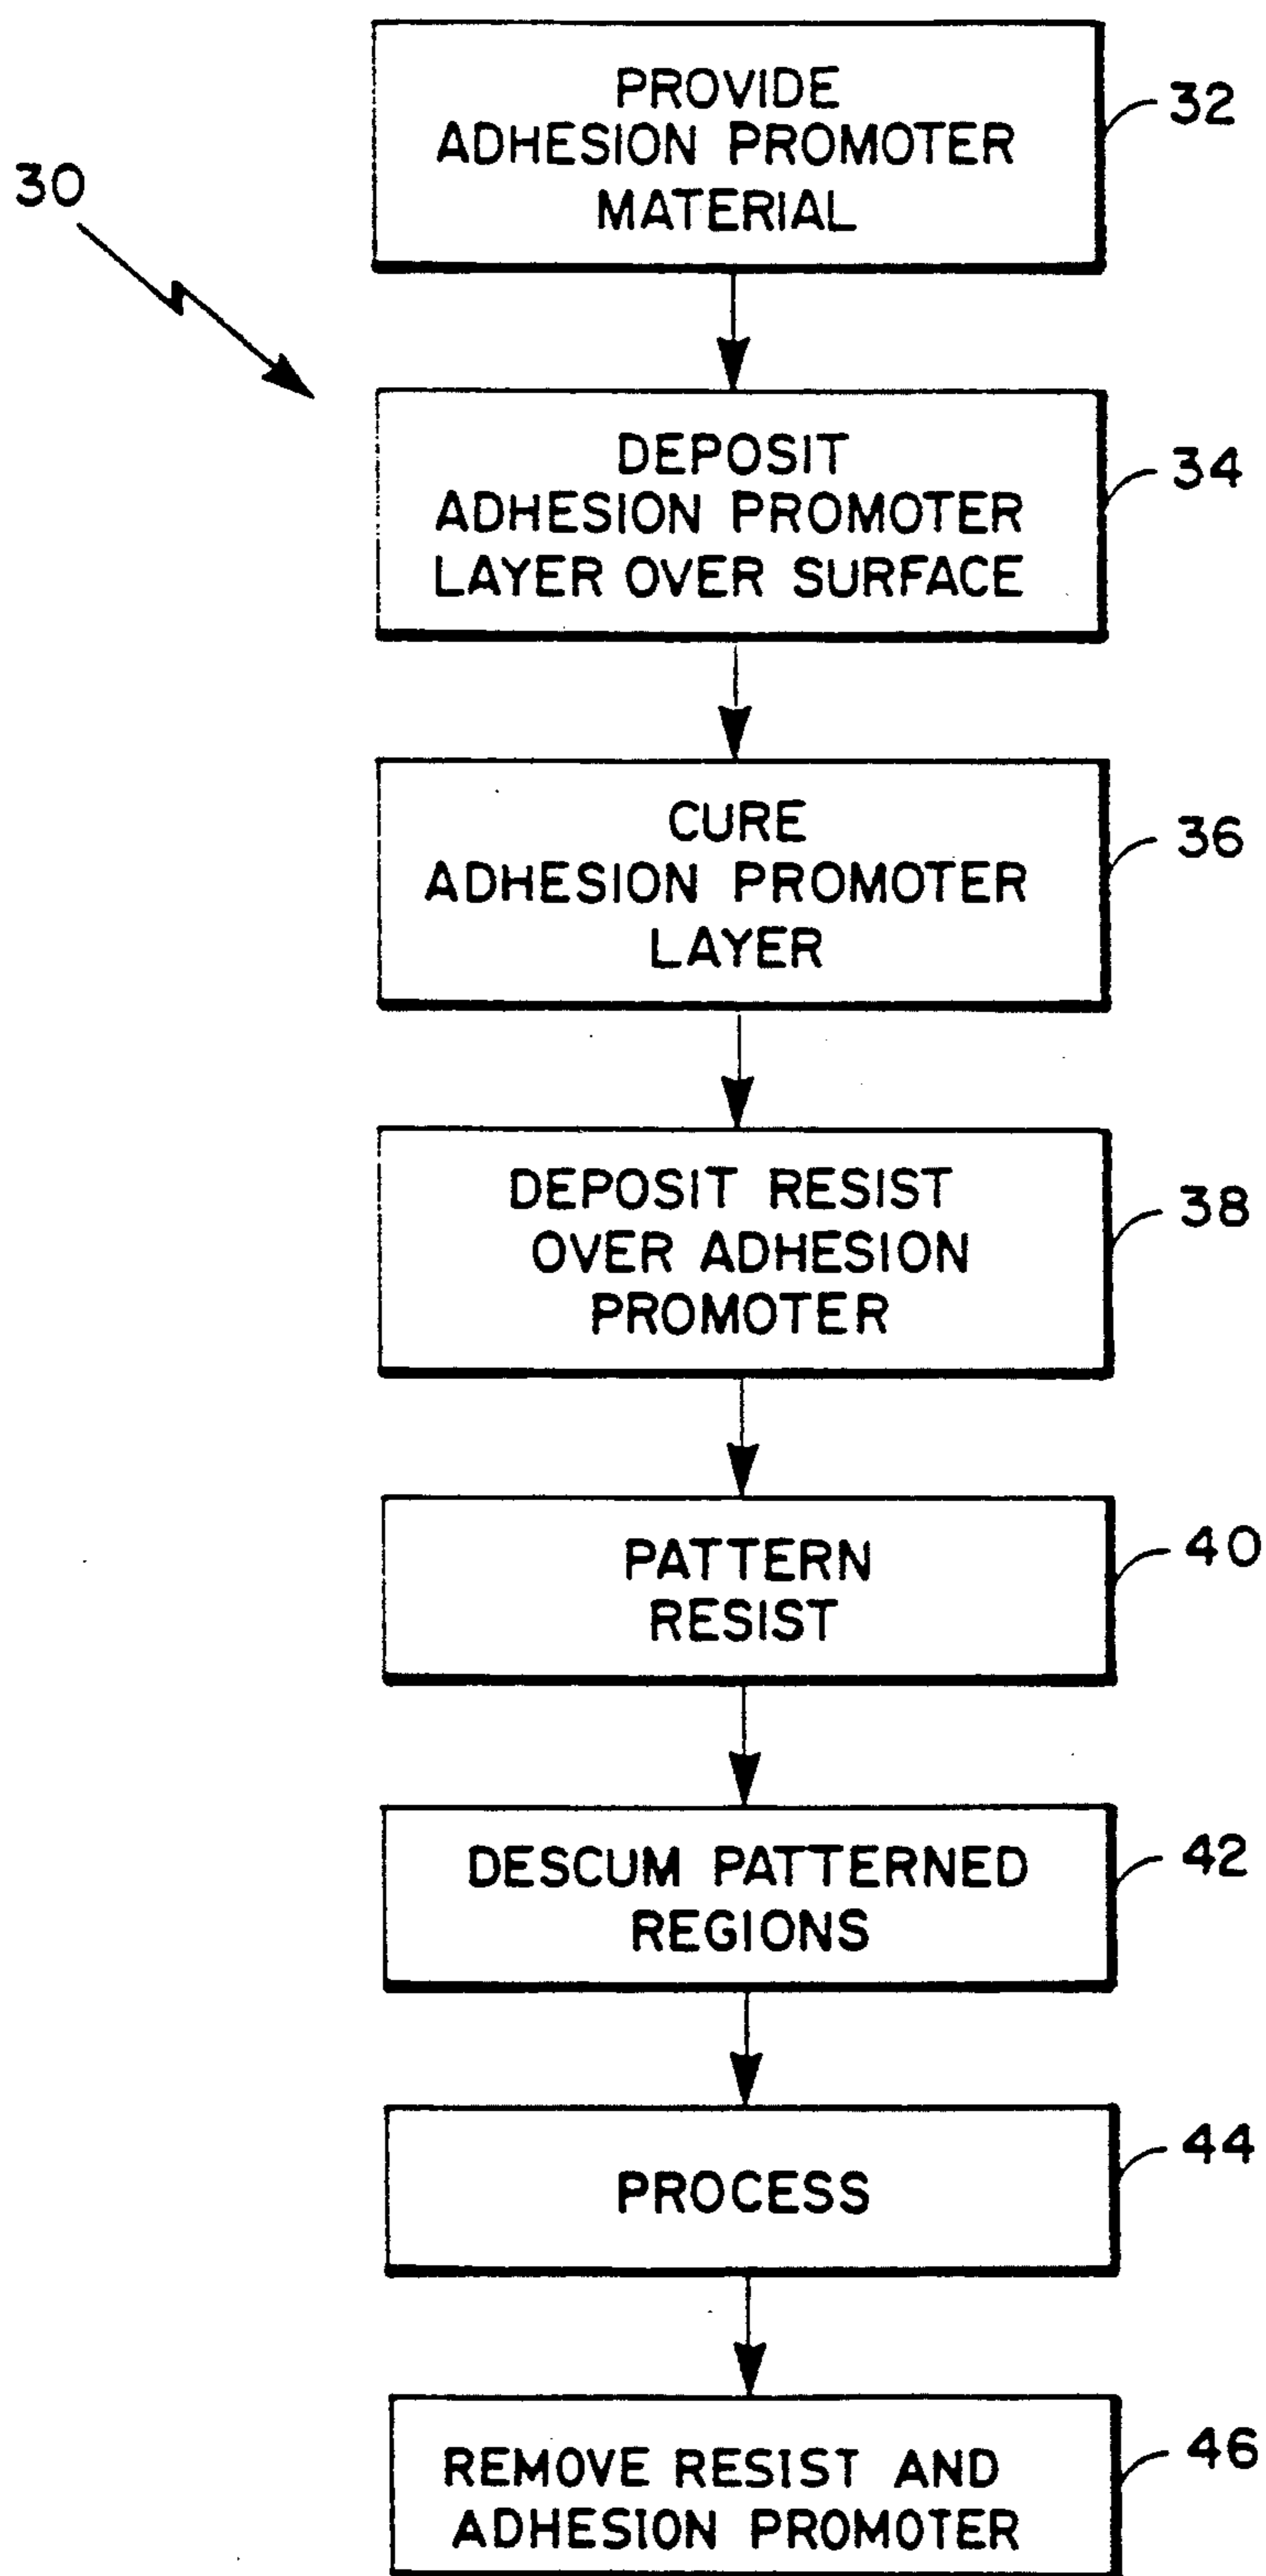 PROVIDE
ADHESION PROMOTER
MATERIAL
32
30
DEPOSIT
ADHESION PROMOTER
LAYER OVER SURFACE
34
CURE
ADHESION PROMOTER
LAYER
36
DEPOSIT RESIST
OVER ADHESION
PROMOTER
38
PATTERN
RESIST
40
DESCUM PATTERNED
REGIONS
42
PROCESS
44
REMOVE RESIST AND
ADHESION PROMOTER
46